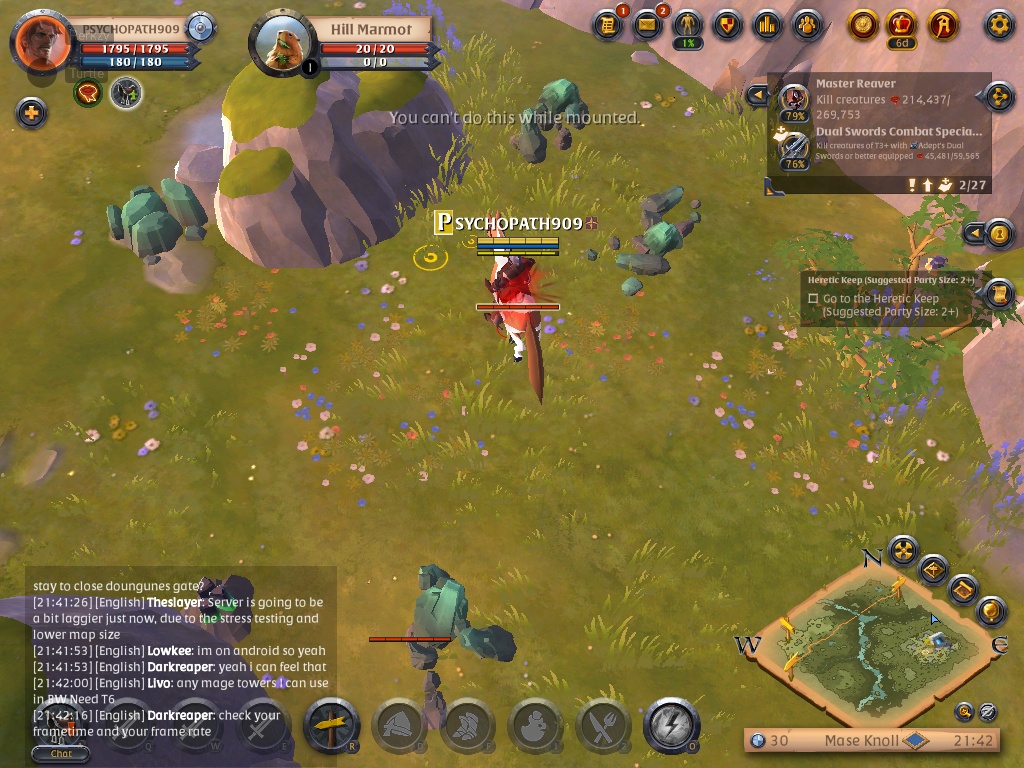 PSYCHOPATH909
1795 / 1795
180 / 180
Turtle
Hill Marmot
20 / 20
0 / 0
I
1
2
1%
6d
You can't do this while mounted.
Master Reaver
Kill creatures 214,437/
269,753
79%
Dual Swords Combat Specia...
Kill creatures of T3+ with Adept's Dual
Swords or better equipped 45,481/59,565
76%
2/27
PSYCHOPATH909
Heretic Keep (Suggested Party Size: 2+)
Go to the Heretic Keep
(Suggested Party Size: 2+)
stay to close doungunes gate?
[21:41:26] [English] Theslayer: Server is going to be
a bit laggier just now, due to the stress testing and
lower map size
[21:41:53] [English] Lowkee: im on android so yeah
[21:41:53] [English] Darkreaper: yeah i can feel that
[21:42:00] [English] Livo: any mage towers I can use
in BW Need T6
[21:42:16] [English] Darkreaper: check your
frametime and your frame rate
Chat
Q
W
E
R
D
F
2
O
N
W
E
30
Mase Knoll
21:42